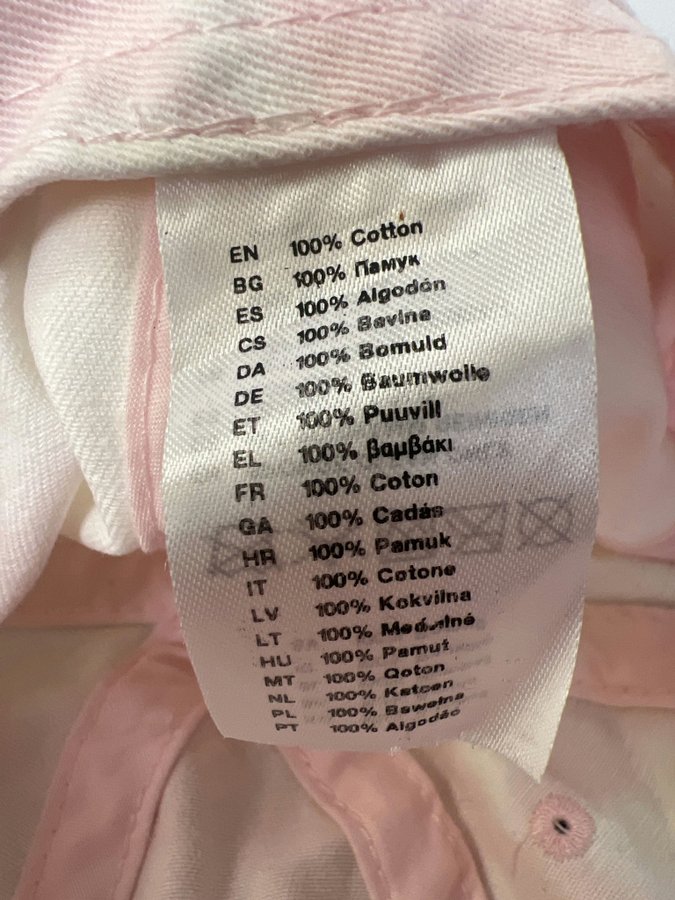 EN 100% Cotton
BG 100% Памук
ES 100% Algodón
CS 100% Bavlna
DA 100% Bomuld
DE 100% Baumwolle
ET 100% Puuvill
EL 100% βαμβάκι
FR 100% Coton
GA 100% Cadás
HR 100% Pamuk
IT 100% Cotone
LV 100% Kokvilna
LT 100% Medvilnė
HU 100% Pamut
MT 100% Qoton
NL 100% Katoen
PL 100% Bawełna
PT 100% Algodão